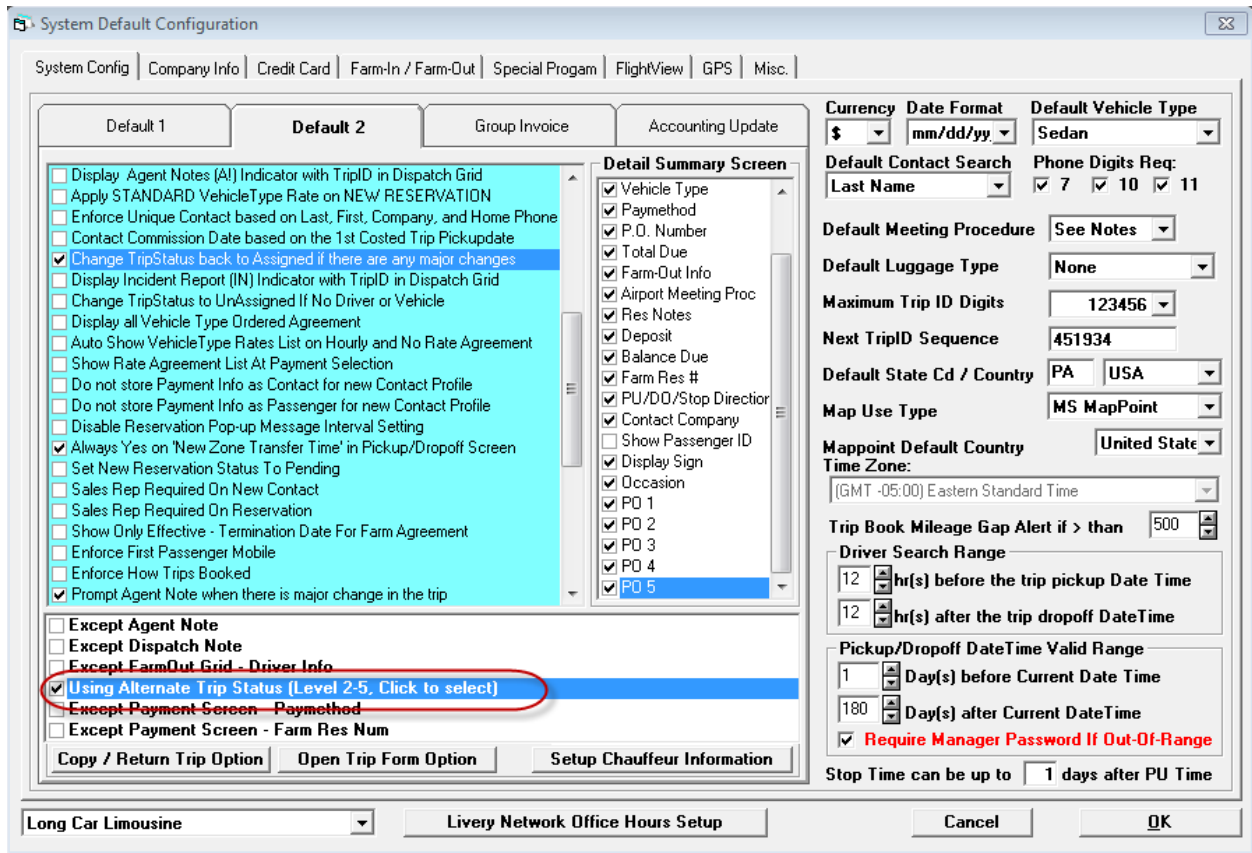 System Default Configuration
System Config Company Info Credit Card Farm-In / Farm-Out Special Progam FlightView GPS Misc.
Default 1 Default 2 Group Invoice Accounting Update
Display Agent Notes (A!) Indicator with TripID in Dispatch Grid
Apply STANDARD VehicleType Rate on NEW RESERVATION
Enforce Unique Contact based on Last, First, Company, and Home Phone
Contact Commission Date based on the 1st Costed Trip Pickupdate
Change TripStatus back to Assigned if there are any major changes
Display Incident Report (IN) Indicator with TripID in Dispatch Grid
Change TripStatus to UnAssigned If No Driver or Vehicle
Display all Vehicle Type Ordered Agreement
Auto Show VehicleType Rates List on Hourly and No Rate Agreement
Show Rate Agreement List At Payment Selection
Do not store Payment Info as Contact for new Contact Profile
Do not store Payment Info as Passenger for new Contact Profile
Disable Reservation Pop-up Message Interval Setting
Always Yes on 'New Zone Transfer Time' in Pickup/Dropoff Screen
Set New Reservation Status To Pending
Sales Rep Required On New Contact
Sales Rep Required On Reservation
Show Only Effective - Termination Date For Farm Agreement
Enforce First Passenger Mobile
Enforce How Trips Booked
Prompt Agent Note when there is major change in the trip
Detail Summary Screen
Vehicle Type
Paymethod
P.O. Number
Total Due
Farm-Out Info
Airport Meeting Proc
Res Notes
Deposit
Balance Due
Farm Res #
PU/DO/Stop Direction
Contact Company
Show Passenger ID
Display Sign
Occasion
PO 1
PO 2
PO 3
PO 4
PO 5
Except Agent Note
Except Dispatch Note
Except FarmOut Grid - Driver Info
Using Alternate Trip Status (Level 2-5, Click to select)
Except Payment Screen - Paymethod
Except Payment Screen - Farm Res Num
Copy / Return Trip Option Open Trip Form Option Setup Chauffeur Information
Currency Date Format Default Vehicle Type
$ mm/dd/yy Sedan
Default Contact Search Phone Digits Req:
Last Name 7 10 11
Default Meeting Procedure See Notes
Default Luggage Type None
Maximum Trip ID Digits 123456
Next TripID Sequence 451934
Default State Cd / Country PA USA
Map Use Type MS MapPoint
Mappoint Default Country United State
Time Zone:
(GMT -05:00) Eastern Standard Time
Trip Book Mileage Gap Alert if > than 500
Driver Search Range
12 hr(s) before the trip pickup Date Time
12 hr(s) after the trip dropoff DateTime
Pickup/Dropoff DateTime Valid Range
1 Day(s) before Current Date Time
180 Day(s) after Current DateTime
Require Manager Password If Out-Of-Range
Stop Time can be up to 1 days after PU Time
Long Car Limousine Livery Network Office Hours Setup Cancel OK